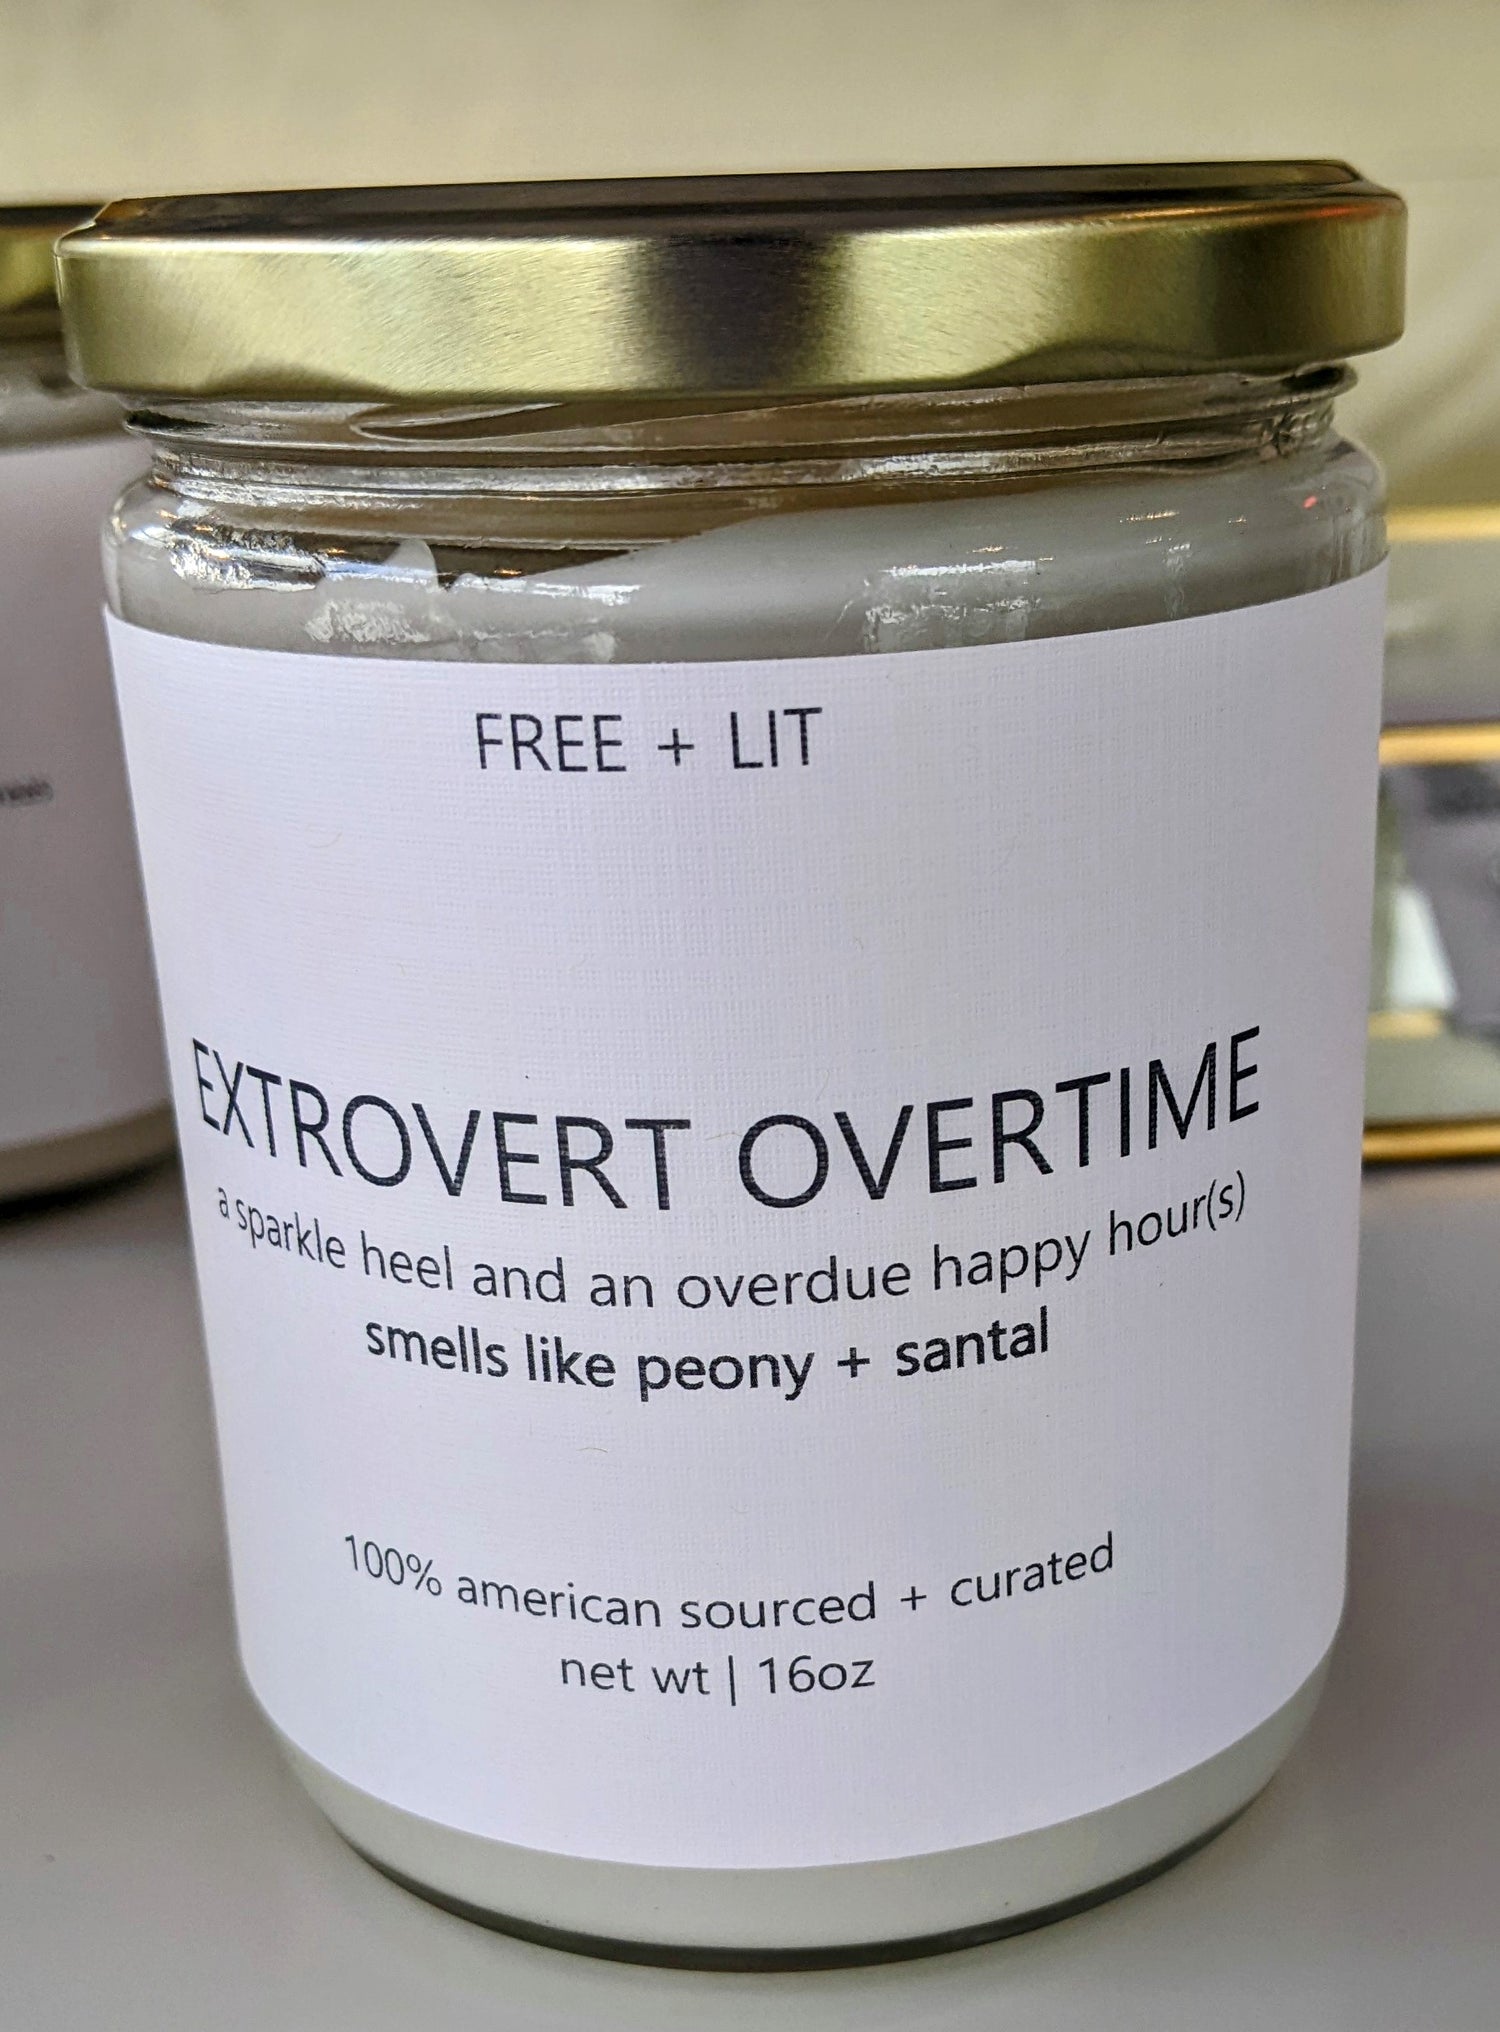 FREE + LIT
EXTROVERT OVERTIME
a sparkle heel and an overdue happy hour(s)
smells like peony + santal
100% american sourced + curated
net wt | 16oz